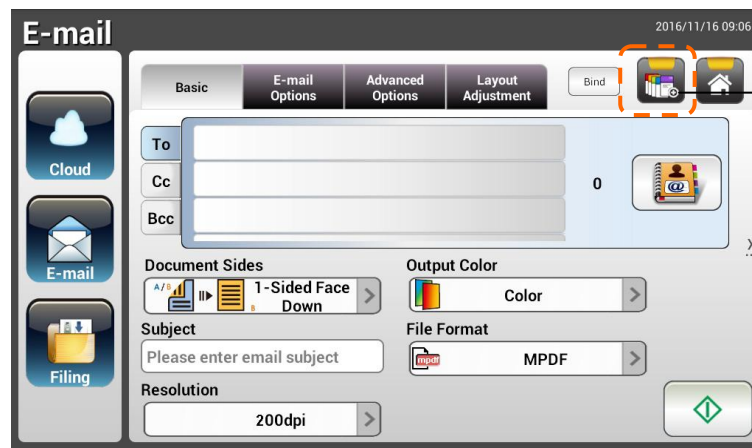 E-mail
2016/11/16 09:06
Basic
E-mail
Options
Advanced
Options
Layout
Adjustment
Bind
Cloud
E-mail
Filing
To
Cc
Bcc
0
@
Document Sides
Output Color
A/B
B
1-Sided Face
Down
Color
Subject
File Format
Please enter email subject
mpdf
MPDF
Resolution
200dpi